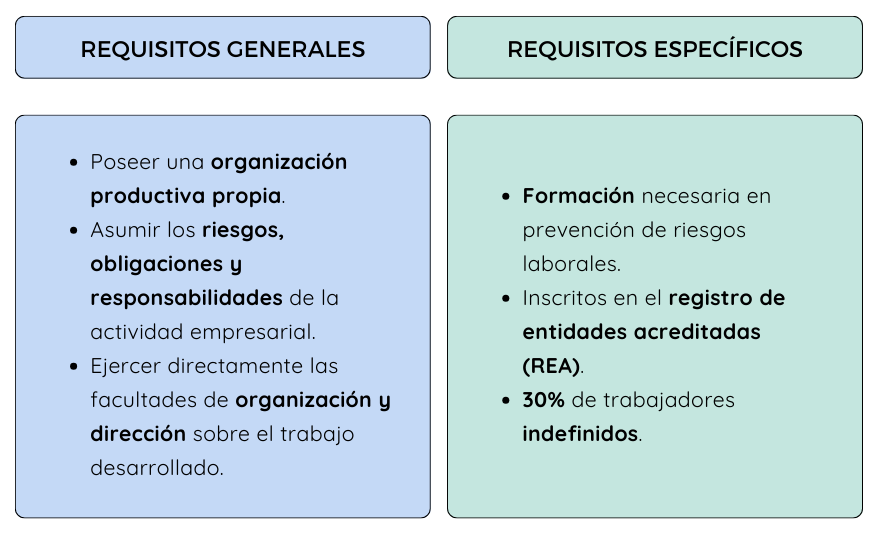 REQUISITOS GENERALES
• Poseer una organización
productiva propia.
• Asumir los riesgos,
obligaciones y
responsabilidades de la
actividad empresarial.
• Ejercer directamente las
facultades de organización y
dirección sobre el trabajo
desarrollado.
REQUISITOS ESPECÍFICOS
• Formación necesaria en
prevención de riesgos
laborales.
• Inscritos en el registro de
entidades acreditadas
(REA).
• 30% de trabajadores
indefinidos.